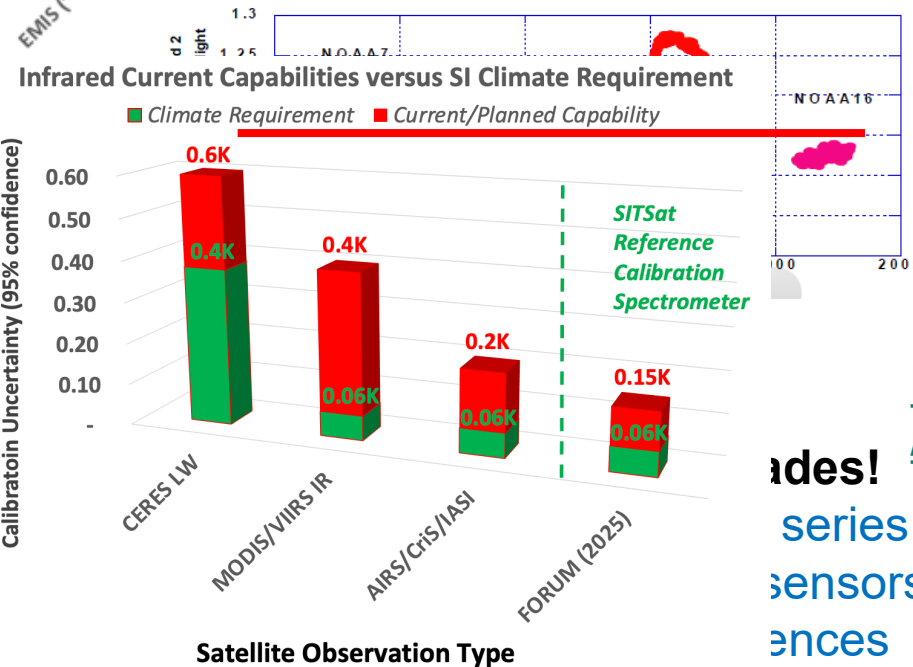 EMIS (
1.3
d 2
ight
1.25
NOAA7
Infrared Current Capabilities versus SI Climate Requirement
Climate Requirement
Current/Planned Capability
NOAA16
Calibratoin Uncertainty (95% confidence)
0.60
0.50
0.40
0.30
0.20
0.10
-
0.6K
0.4K
0.4K
0.06K
0.2K
0.06K
0.15K
0.06K
SITSat
Reference
Calibration
Spectrometer
00
200
CERES LW
MODIS/VIIRS IR
AIRS/CriS/IASI
FORUM (2025)
Satellite Observation Type
ades!
series
sensors
ences